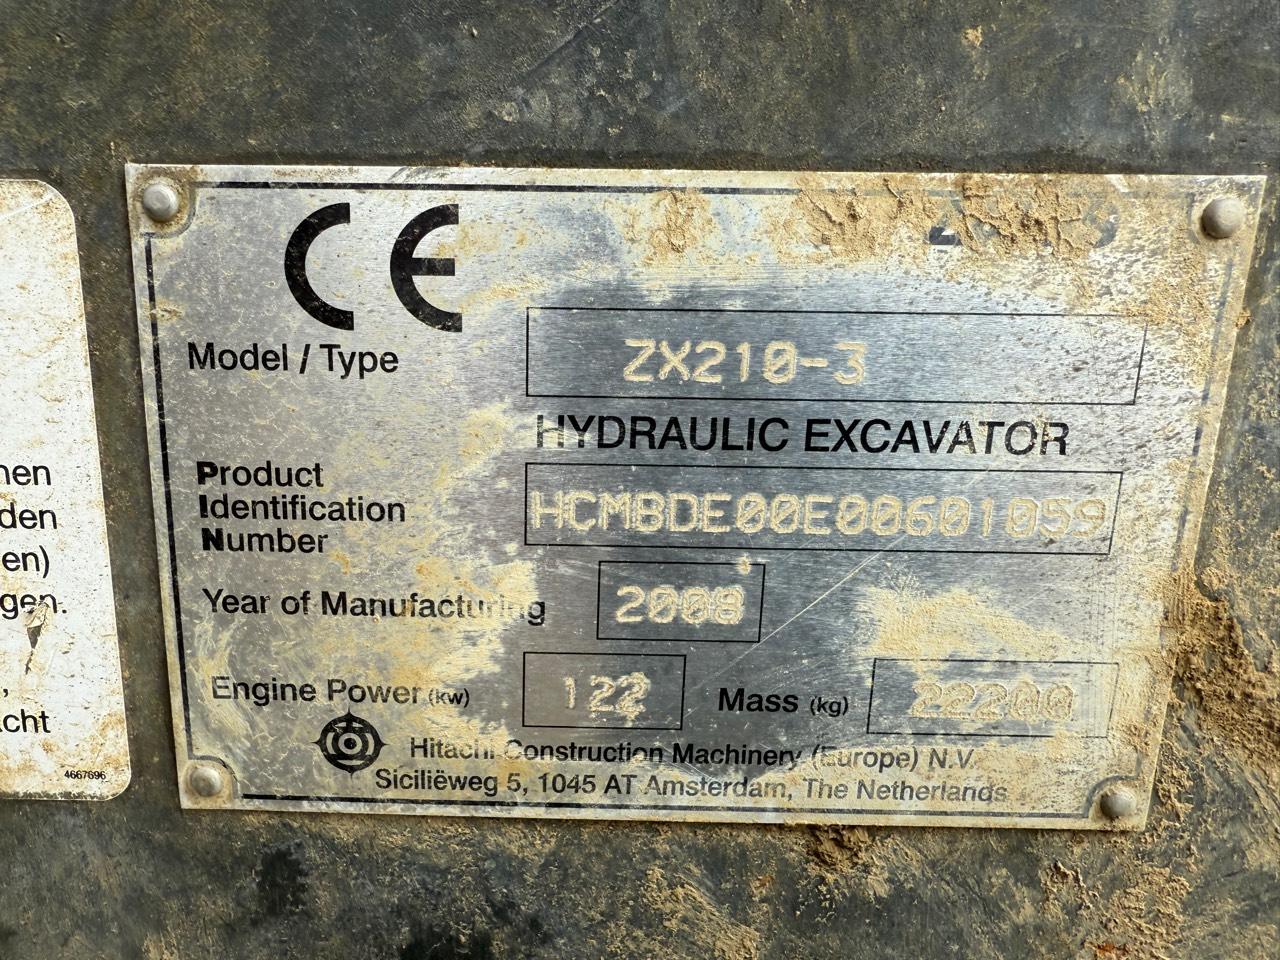 nen
den
en)
gen.
,
cht
4667696
CE
Model / Type
ZX210-3
HYDRAULIC EXCAVATOR
Product
Identification
Number
HCMBDE00E00601059
Year of Manufacturing
2008
Engine Power (kw)
122
Mass (kg)
22200
Hitachi Construction Machinery (Europe) N.V.
Siciliëweg 5, 1045 AT Amsterdam, The Netherlands